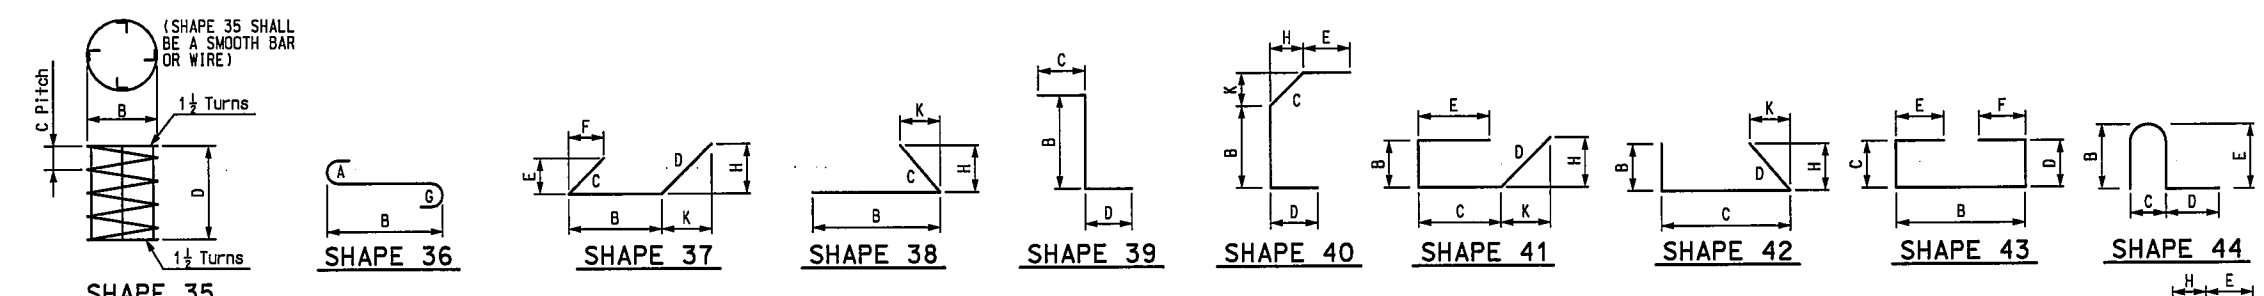 (SHAPE 35 SHALL
BE A SMOOTH BAR
OR WIRE)
C Pitch
B
1½ Turns
D
1½ Turns
SHAPE 35
A
G
B
SHAPE 36
F
E
C
D
H
B
K
SHAPE 37
K
C
H
B
SHAPE 38
C
B
D
SHAPE 39
H
E
K
C
B
D
SHAPE 40
E
B
D
H
C
K
SHAPE 41
K
B
D
H
C
SHAPE 42
E
F
C
D
B
SHAPE 43
B
E
C
D
SHAPE 44
H
E